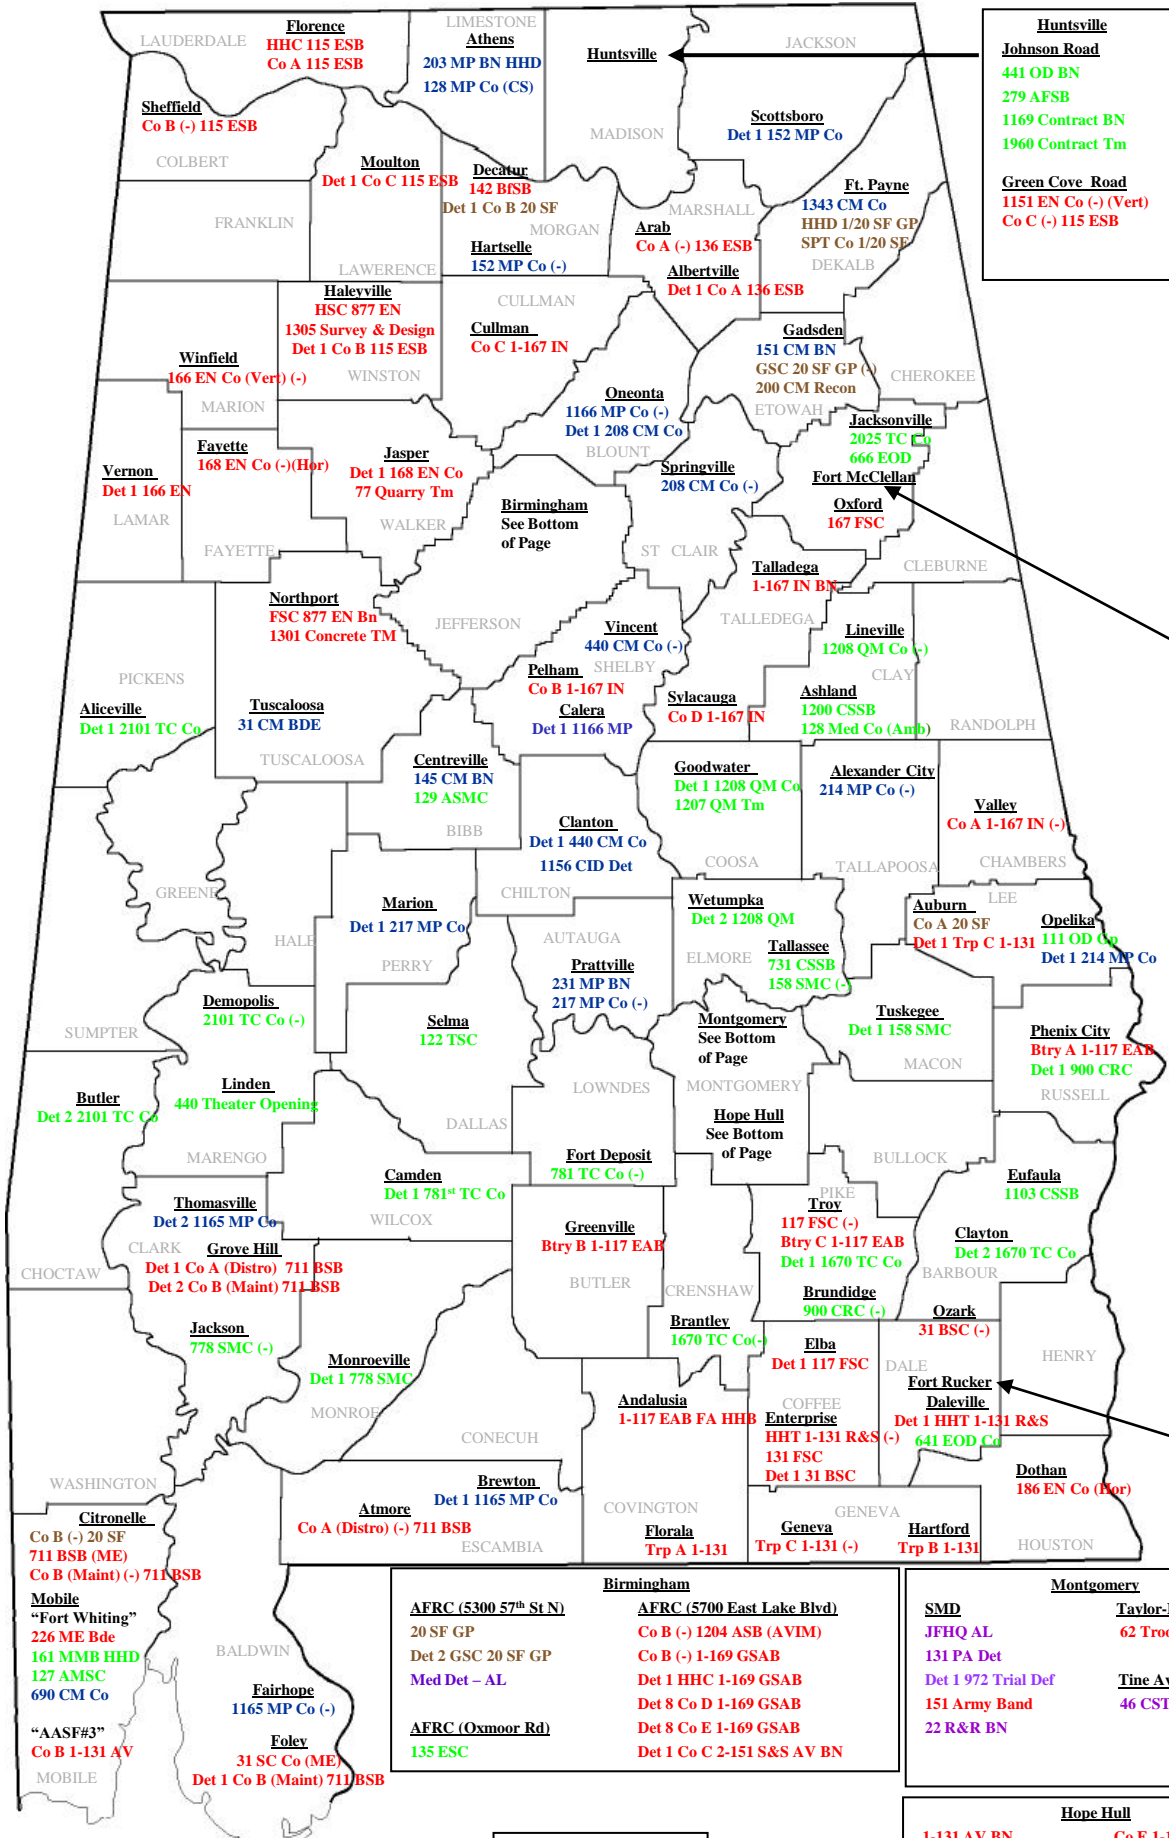 LAUDERDALE
Florence
HHC 115 ESB
Co A 115 ESB
LIMESTONE
Athens
203 MP BN HHD
128 MP Co (CS)
Huntsville
MADISON
JACKSON
Scottsboro
Det 1 152 MP Co
Huntsville
Johnson Road
441 OD BN
279 AFSB
1169 Contract BN
1960 Contract Tm
Green Cove Road
1151 EN Co (-) (Vert)
Co C (-) 115 ESB
Sheffield
Co B (-) 115 ESB
COLBERT
Moulton
Det 1 Co C 115 ESB
Decatur
142 BfSB
Det 1 Co B 20 SF
MORGAN
Hartselle
152 MP Co (-)
FRANKLIN
LAWERENCE
MARSHALL
Arab
Co A (-) 136 ESB
Albertville
Det 1 Co A 136 ESB
Ft. Payne
1343 CM Co
HHD 1/20 SF GP
SPT Co 1/20 SF
DEKALB
Haleyville
HSC 877 EN
1305 Survey & Design
Det 1 Co B 115 ESB
WINSTON
CULLMAN
Cullman
Co C 1-167 IN
Gadsden
151 CM BN
GSC 20 SF GP (-)
200 CM Recon
ETOWAH
CHEROKEE
Winfield
166 EN Co (Vert) (-)
MARION
Oneonta
1166 MP Co (-)
Det 1 208 CM Co
BLOUNT
Jacksonville
2025 TC Co
666 EOD
Fort McClellan
Oxford
167 FSC
Vernon
Det 1 166 EN
LAMAR
Fayette
168 EN Co (-)(Hor)
FAYETTE
Jasper
Det 1 168 EN Co
77 Quarry Tm
WALKER
Birmingham
See Bottom
of Page
Springville
208 CM Co (-)
ST CLAIR
Talladega
1-167 IN BN
TALLEDEGA
CLEBURNE
Northport
FSC 877 EN Bn
1301 Concrete TM
JEFFERSON
Vincent
440 CM Co (-)
SHELBY
Pelham
Co B 1-167 IN
Calera
Det 1 1166 MP
Lineville
1208 QM Co (-)
CLAY
Ashland
1200 CSSB
128 Med Co (Amb)
RANDOLPH
PICKENS
Aliceville
Det 1 2101 TC Co
Tuscaloosa
31 CM BDE
TUSCALOOSA
Sylacauga
Co D 1-167 IN
Centreville
145 CM BN
129 ASMC
BIBB
Goodwater
Det 1 1208 QM Co
1207 QM Tm
COOSA
Alexander City
214 MP Co (-)
TALLAPOOSA
Valley
Co A 1-167 IN (-)
CHAMBERS
Clanton
Det 1 440 CM Co
1156 CID Det
CHILTON
GREENE
HALE
Marion
Det 1 217 MP Co
PERRY
AUTAUGA
Prattville
231 MP BN
217 MP Co (-)
Wetumpka
Det 2 1208 QM
ELMORE
Tallassee
731 CSSB
158 SMC (-)
LEE
Auburn
Co A 20 SF
Det 1 Trp C 1-131
Opelika
111 OD Gp
Det 1 214 MP Co
SUMPTER
Demopolis
2101 TC Co (-)
Selma
122 TSC
DALLAS
LOWNDES
Montgomery
See Bottom
of Page
MONTGOMERY
Hope Hull
See Bottom
of Page
Tuskegee
Det 1 158 SMC
MACON
Phenix City
Btry A 1-117 EAB
Det 1 900 CRC
RUSSELL
Butler
Det 2 2101 TC Co
Linden
440 Theater Opening
MARENGO
Camden
Det 1 781st TC Co
WILCOX
Fort Deposit
781 TC Co (-)
BULLOCK
Eufaula
1103 CSSB
Thomasville
Det 2 1165 MP Co
CLARK
Grove Hill
Det 1 Co A (Distro) 711 BSB
Det 2 Co B (Maint) 711 BSB
CHOCTAW
Greenville
Btry B 1-117 EAB
BUTLER
CRENSHAW
PIKE
Troy
117 FSC (-)
Btry C 1-117 EAB
Det 1 1670 TC Co
Clayton
Det 2 1670 TC Co
BARBOUR
Brundidge
900 CRC (-)
Brantley
1670 TC Co(-)
Jackson
778 SMC (-)
Monroeville
Det 1 778 SMC
MONROE
Ozark
31 BSC (-)
Elba
Det 1 117 FSC
COFFEE
DALE
HENRY
Fort Rucker
Daleville
Det 1 HHT 1-131 R&S
641 EOD Co
Andalusia
1-117 EAB FA HHB
Enterprise
HHT 1-131 R&S (-)
131 FSC
Det 1 31 BSC
CONECUH
WASHINGTON
Brewton
Det 1 1165 MP Co
Atmore
Co A (Distro) (-) 711 BSB
ESCAMBIA
COVINGTON
Florala
Trp A 1-131
GENEVA
Geneva
Trp C 1-131 (-)
Hartford
Trp B 1-131
Dothan
186 EN Co (Hor)
HOUSTON
Citronelle
Co B (-) 20 SF
711 BSB (ME)
Co B (Maint) (-) 711 BSB
Mobile
“Fort Whiting”
226 ME Bde
161 MMB HHD
127 AMSC
690 CM Co
“AASF#3”
Co B 1-131 AV
MOBILE
BALDWIN
Fairhope
1165 MP Co (-)
Foley
31 SC Co (ME)
Det 1 Co B (Maint) 711 BSB
Birmingham
AFRC (5300 57th St N)
20 SF GP
Det 2 GSC 20 SF GP
Med Det – AL
AFRC (Oxmoor Rd)
135 ESC
AFRC (5700 East Lake Blvd)
Co B (-) 1204 ASB (AVIM)
Co B (-) 1-169 GSAB
Det 1 HHC 1-169 GSAB
Det 8 Co D 1-169 GSAB
Det 8 Co E 1-169 GSAB
Det 1 Co C 2-151 S&S AV BN
Montgomery
SMD
JFHQ AL
131 PA Det
Det 1 972 Trial Def
151 Army Band
22 R&R BN
62
46 CST
Hope Hull
1-131 AV BN